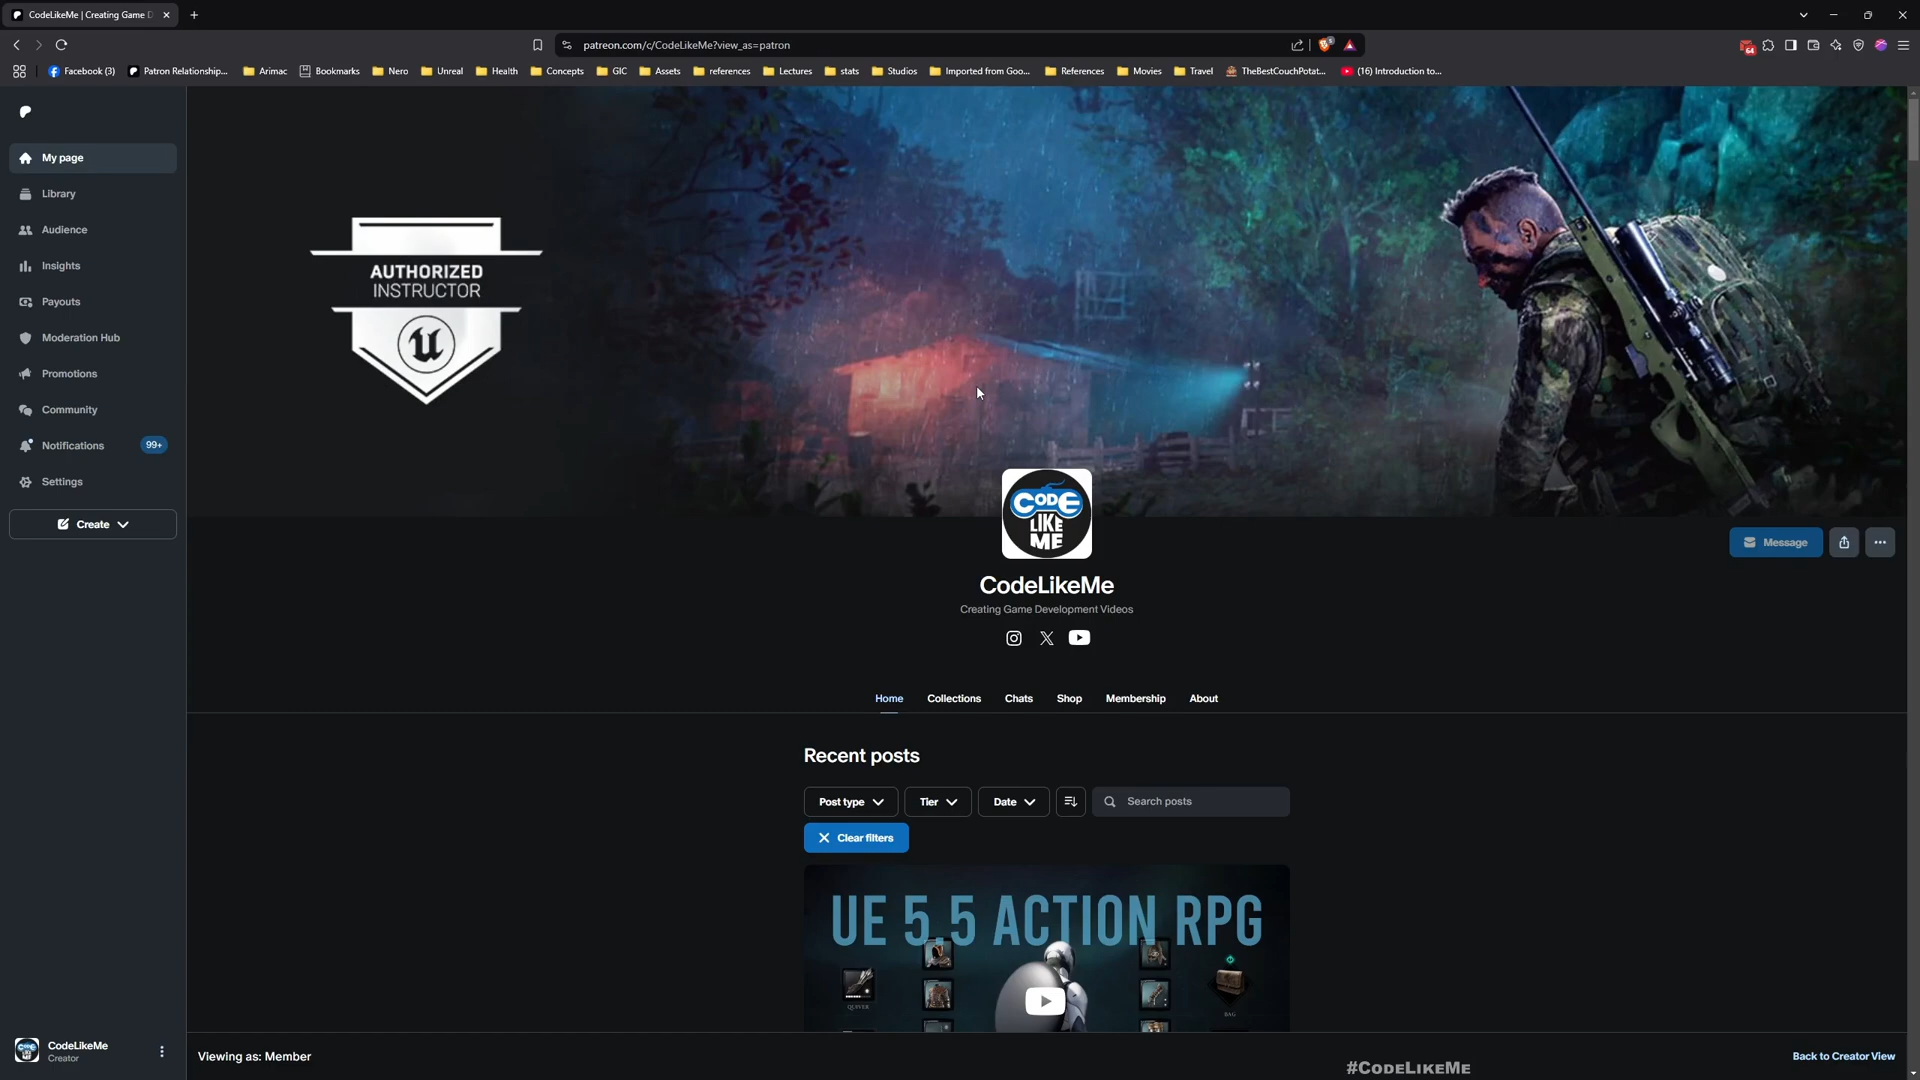 CodeLikeMe | Creating Game D
patreon.com/c/CodeLikeMe?view_as=patron
64
5
Facebook (3)
Patron Relationship...
Arimac
Bookmarks
Nero
Unreal
Health
Concepts
GIC
Assets
references
Lectures
stats
Studios
Imported from Goo...
References
Movies
Travel
TheBestCouchPotat...
(16) Introduction to...
My page
Library
Audience
Insights
Payouts
Moderation Hub
Promotions
Community
Notifications
99+
Settings
Create
AUTHORIZED
INSTRUCTOR
CODE
LIKE
ME
Message
CodeLikeMe
Creating Game Development Videos
Home
Collections
Chats
Shop
Membership
About
Recent posts
Post type
Tier
Date
Search posts
Clear filters
UE 5.5 ACTION RPG
QUIVER
BAG
CodeLikeMe
Creator
Viewing as: Member
#CODELIKEME
Back to Creator View